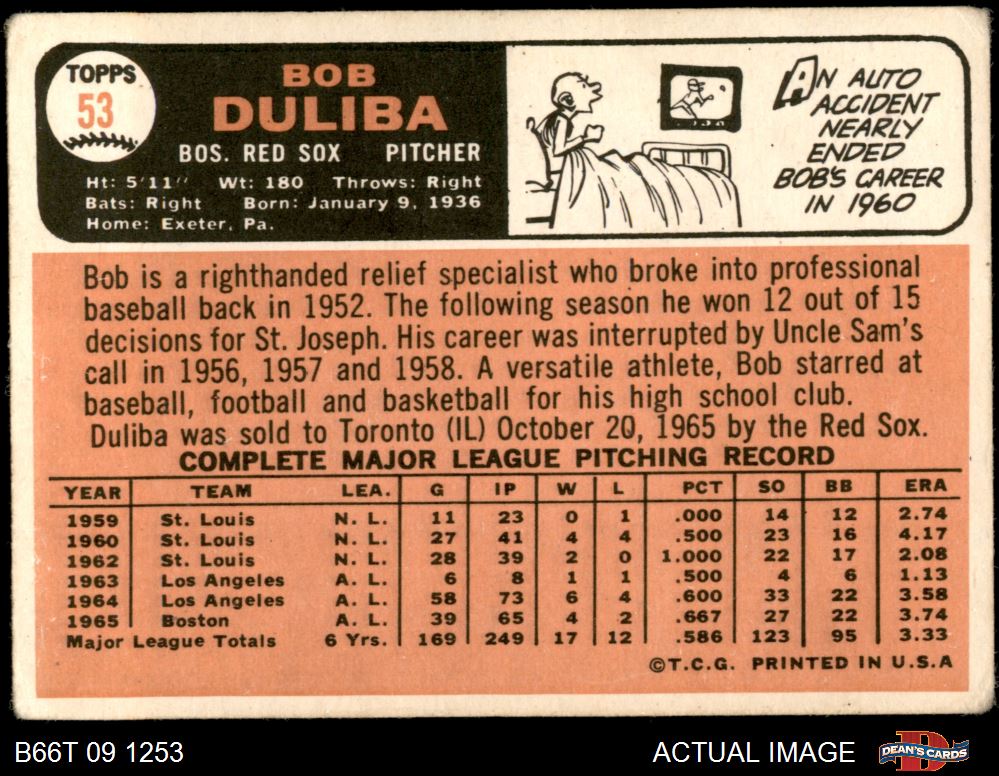 TOPPS
53
BOB
DULIBA
BOS. RED SOX PITCHER
Ht: 5'11" Wt: 180 Throws: Right
Bats: Right Born: January 9, 1936
Home: Exeter, Pa.
AN AUTO
ACCIDENT
NEARLY
ENDED
BOB'S CAREER
IN 1960
Bob is a righthanded relief specialist who broke into professional
baseball back in 1952. The following season he won 12 out of 15
decisions for St. Joseph. His career was interrupted by Uncle Sam's
call in 1956, 1957 and 1958. A versatile athlete, Bob starred at
baseball, football and basketball for his high school club.
Duliba was sold to Toronto (IL) October 20, 1965 by the Red Sox.
COMPLETE MAJOR LEAGUE PITCHING RECORD
YEAR TEAM LEA. G IP W L PCT SO BB ERA
1959 St. Louis N. L. 11 23 0 1 .000 14 12 2.74
1960 St. Louis N. L. 27 41 4 4 .500 23 16 4.17
1962 St. Louis N. L. 28 39 2 0 1.000 22 17 2.08
1963 Los Angeles A. L. 6 8 1 1 .500 4 6 1.13
1964 Los Angeles A. L. 58 73 6 4 .600 33 22 3.58
1965 Boston A. L. 39 65 4 2 .667 27 22 3.74
Major League Totals 6 Yrs. 169 249 17 12 .586 123 95 3.33
©T.C.G. PRINTED IN U.S.A
B66T 09 1253 ACTUAL IMAGE DEAN'S CARDS